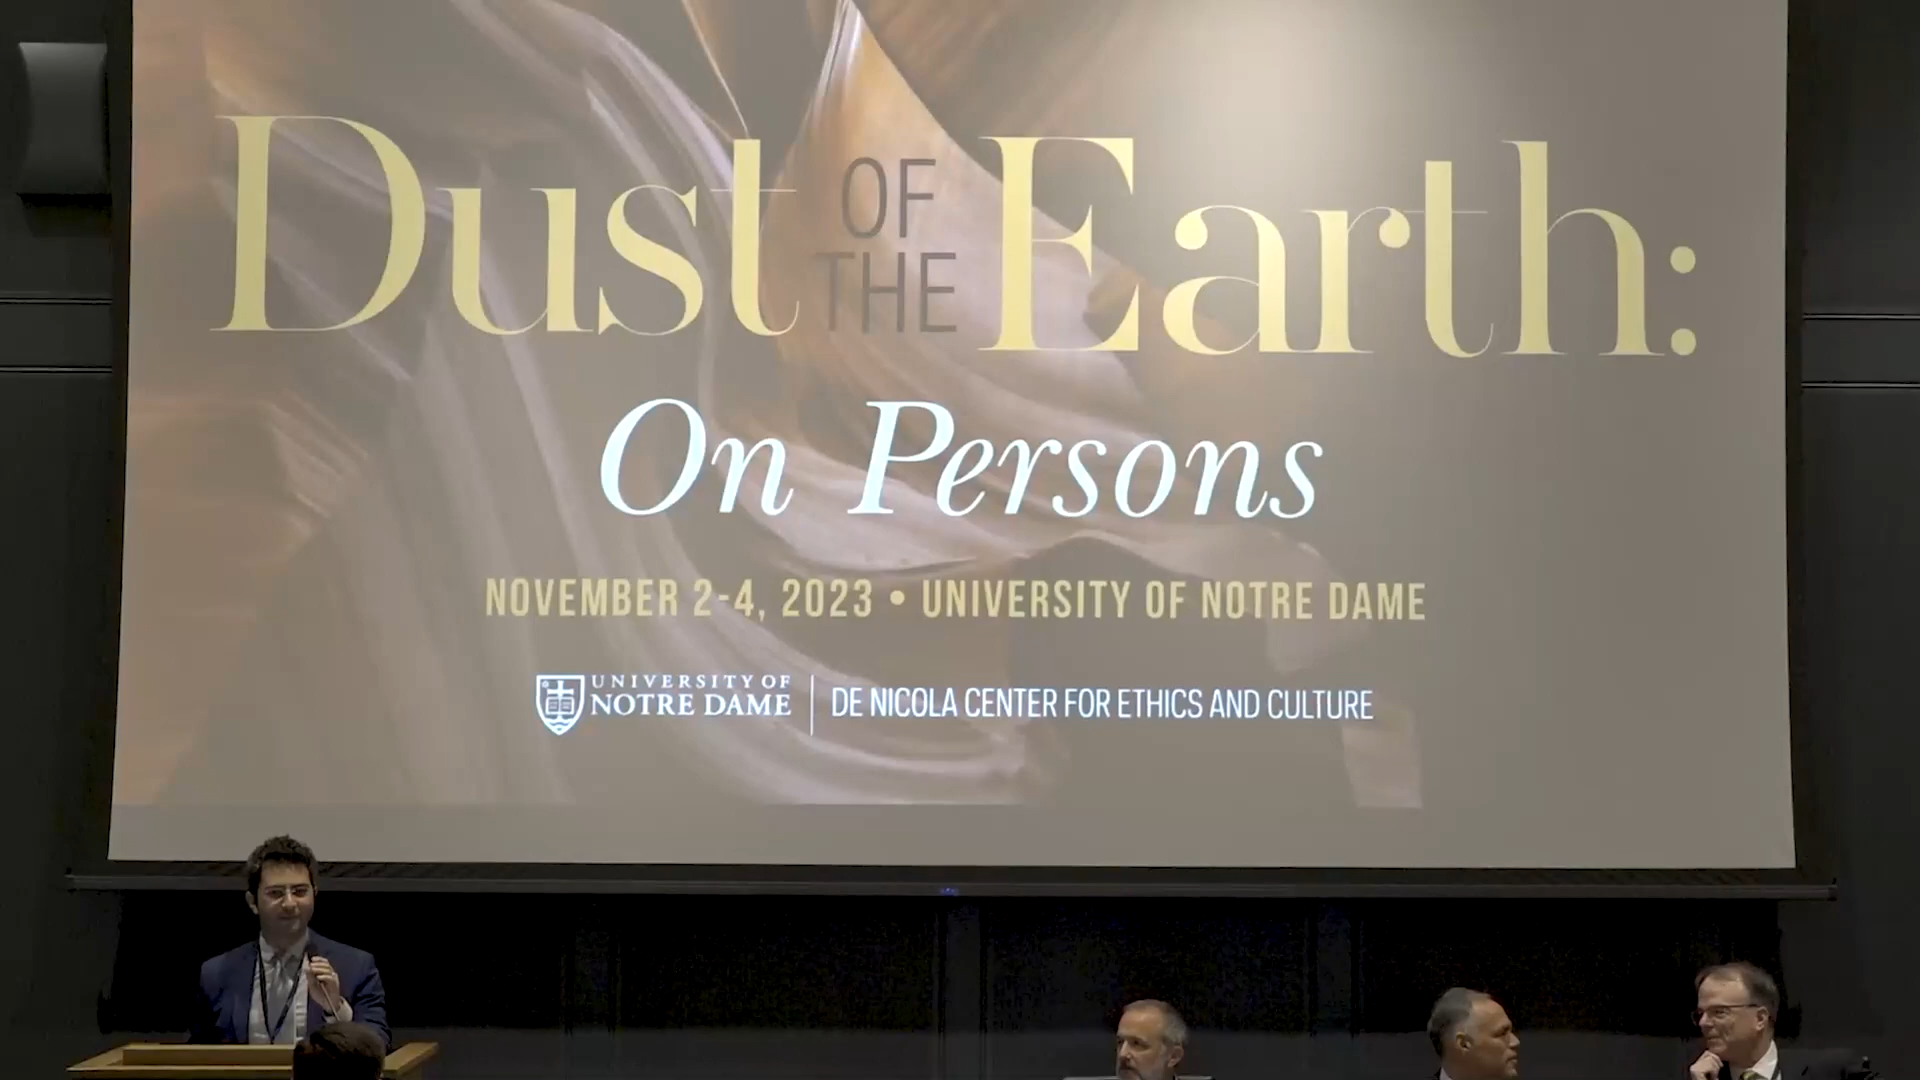 Dust OF THE Earth:
On Persons
NOVEMBER 2-4, 2023 • UNIVERSITY OF NOTRE DAME
UNIVERSITY OF
NOTRE DAME
DE NICOLA CENTER FOR ETHICS AND CULTURE